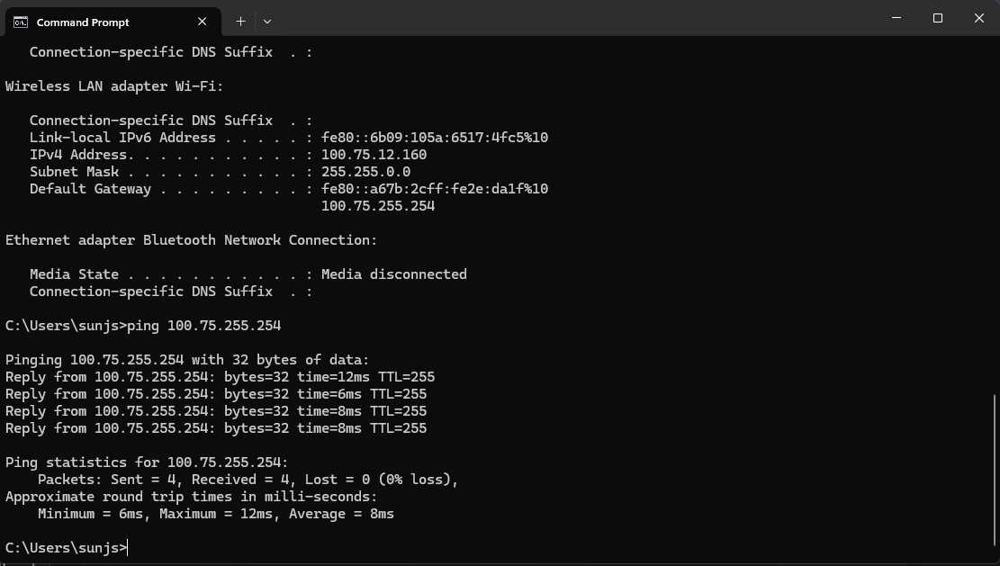 Command Prompt
Connection-specific DNS Suffix  . :
Wireless LAN adapter Wi-Fi:
Connection-specific DNS Suffix  . :
Link-local IPv6 Address . . . . . : fe80::6b09:105a:6517:4fc5%10
IPv4 Address. . . . . . . . . . . : 100.75.12.160
Subnet Mask . . . . . . . . . . . : 255.255.0.0
Default Gateway . . . . . . . . . : fe80::a67b:2cff:fe2e:da1f%10
100.75.255.254
Ethernet adapter Bluetooth Network Connection:
Media State . . . . . . . . . . . : Media disconnected
Connection-specific DNS Suffix  . :
C:\Users\sunjs>ping 100.75.255.254
Pinging 100.75.255.254 with 32 bytes of data:
Reply from 100.75.255.254: bytes=32 time=12ms TTL=255
Reply from 100.75.255.254: bytes=32 time=6ms TTL=255
Reply from 100.75.255.254: bytes=32 time=8ms TTL=255
Reply from 100.75.255.254: bytes=32 time=8ms TTL=255
Ping statistics for 100.75.255.254:
Packets: Sent = 4, Received = 4, Lost = 0 (0% loss),
Approximate round trip times in milli-seconds:
Minimum = 6ms, Maximum = 12ms, Average = 8ms
C:\Users\sunjs>